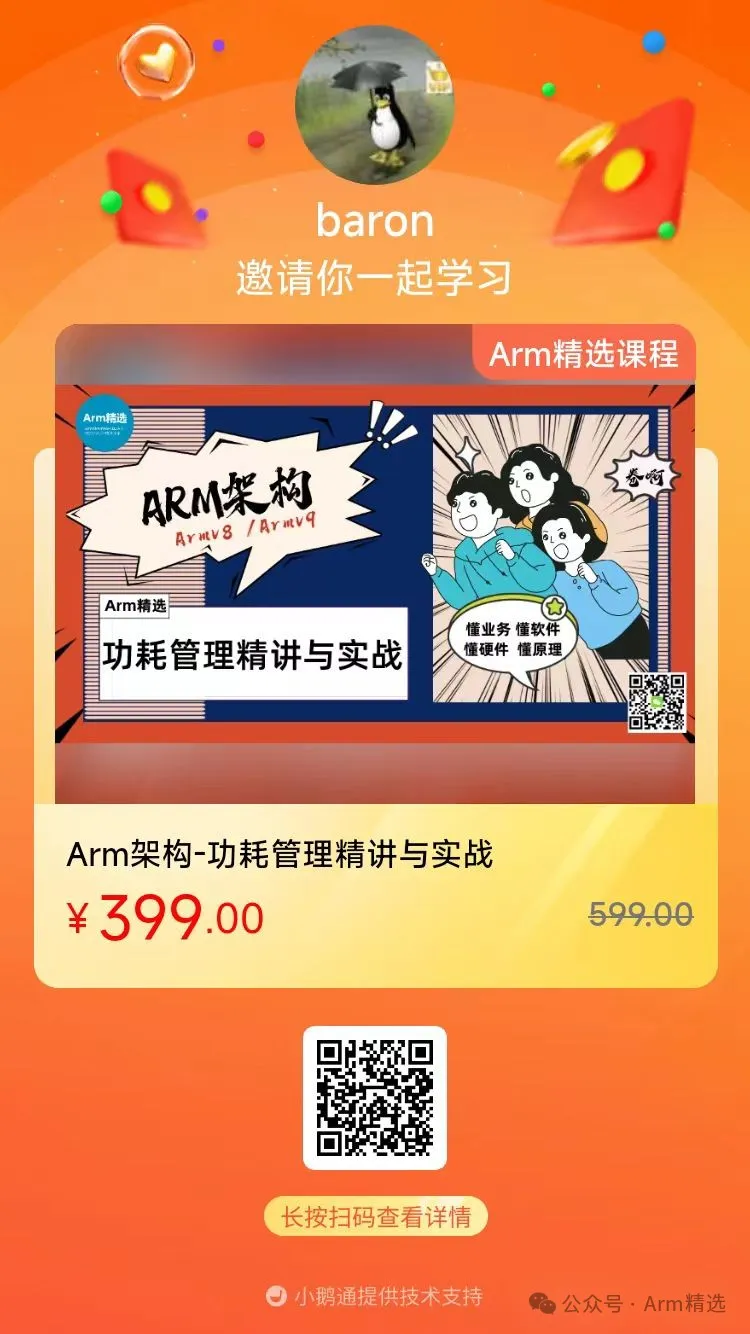 baron
邀请你一起学习
Arm精选课程
Arm精选
ARM架构
Armv8 /Armv9
卷啊
Arm精选
功耗管理精讲与实战
懂业务 懂软件
懂硬件 懂原理
Arm架构-功耗管理精讲与实战
¥399.00
599.00
长按扫码查看详情
小鹅通提供技术支持
公众号 · Arm精选